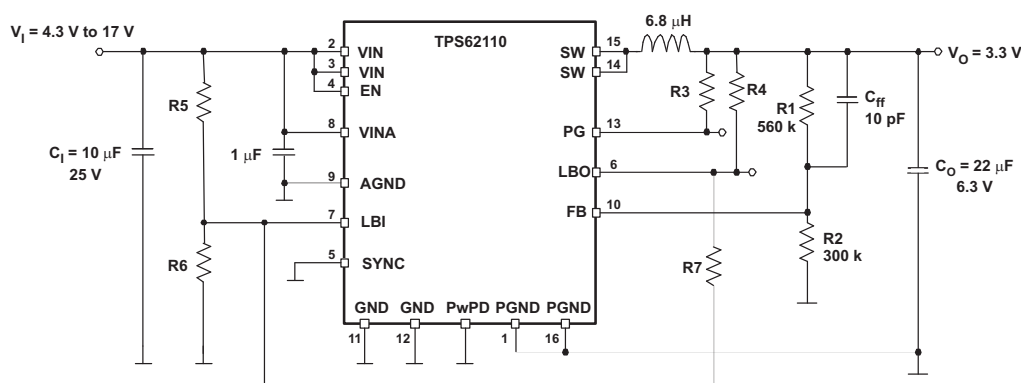 V_I = 4.3 V to 17 V
TPS62110
6.8 μH
V_O = 3.3 V
2
VIN
3
VIN
4
EN
15
SW
14
SW
R3
R4
R1
560 k
C_ff
10 pF
R5
8
VINA
PG
13
C_I = 10 μF
25 V
1 μF
9
AGND
LBO
6
C_O = 22 μF
6.3 V
7
LBI
FB
10
R6
5
SYNC
R7
R2
300 k
GND
GND
PwPD
PGND
PGND
11
12
1
16